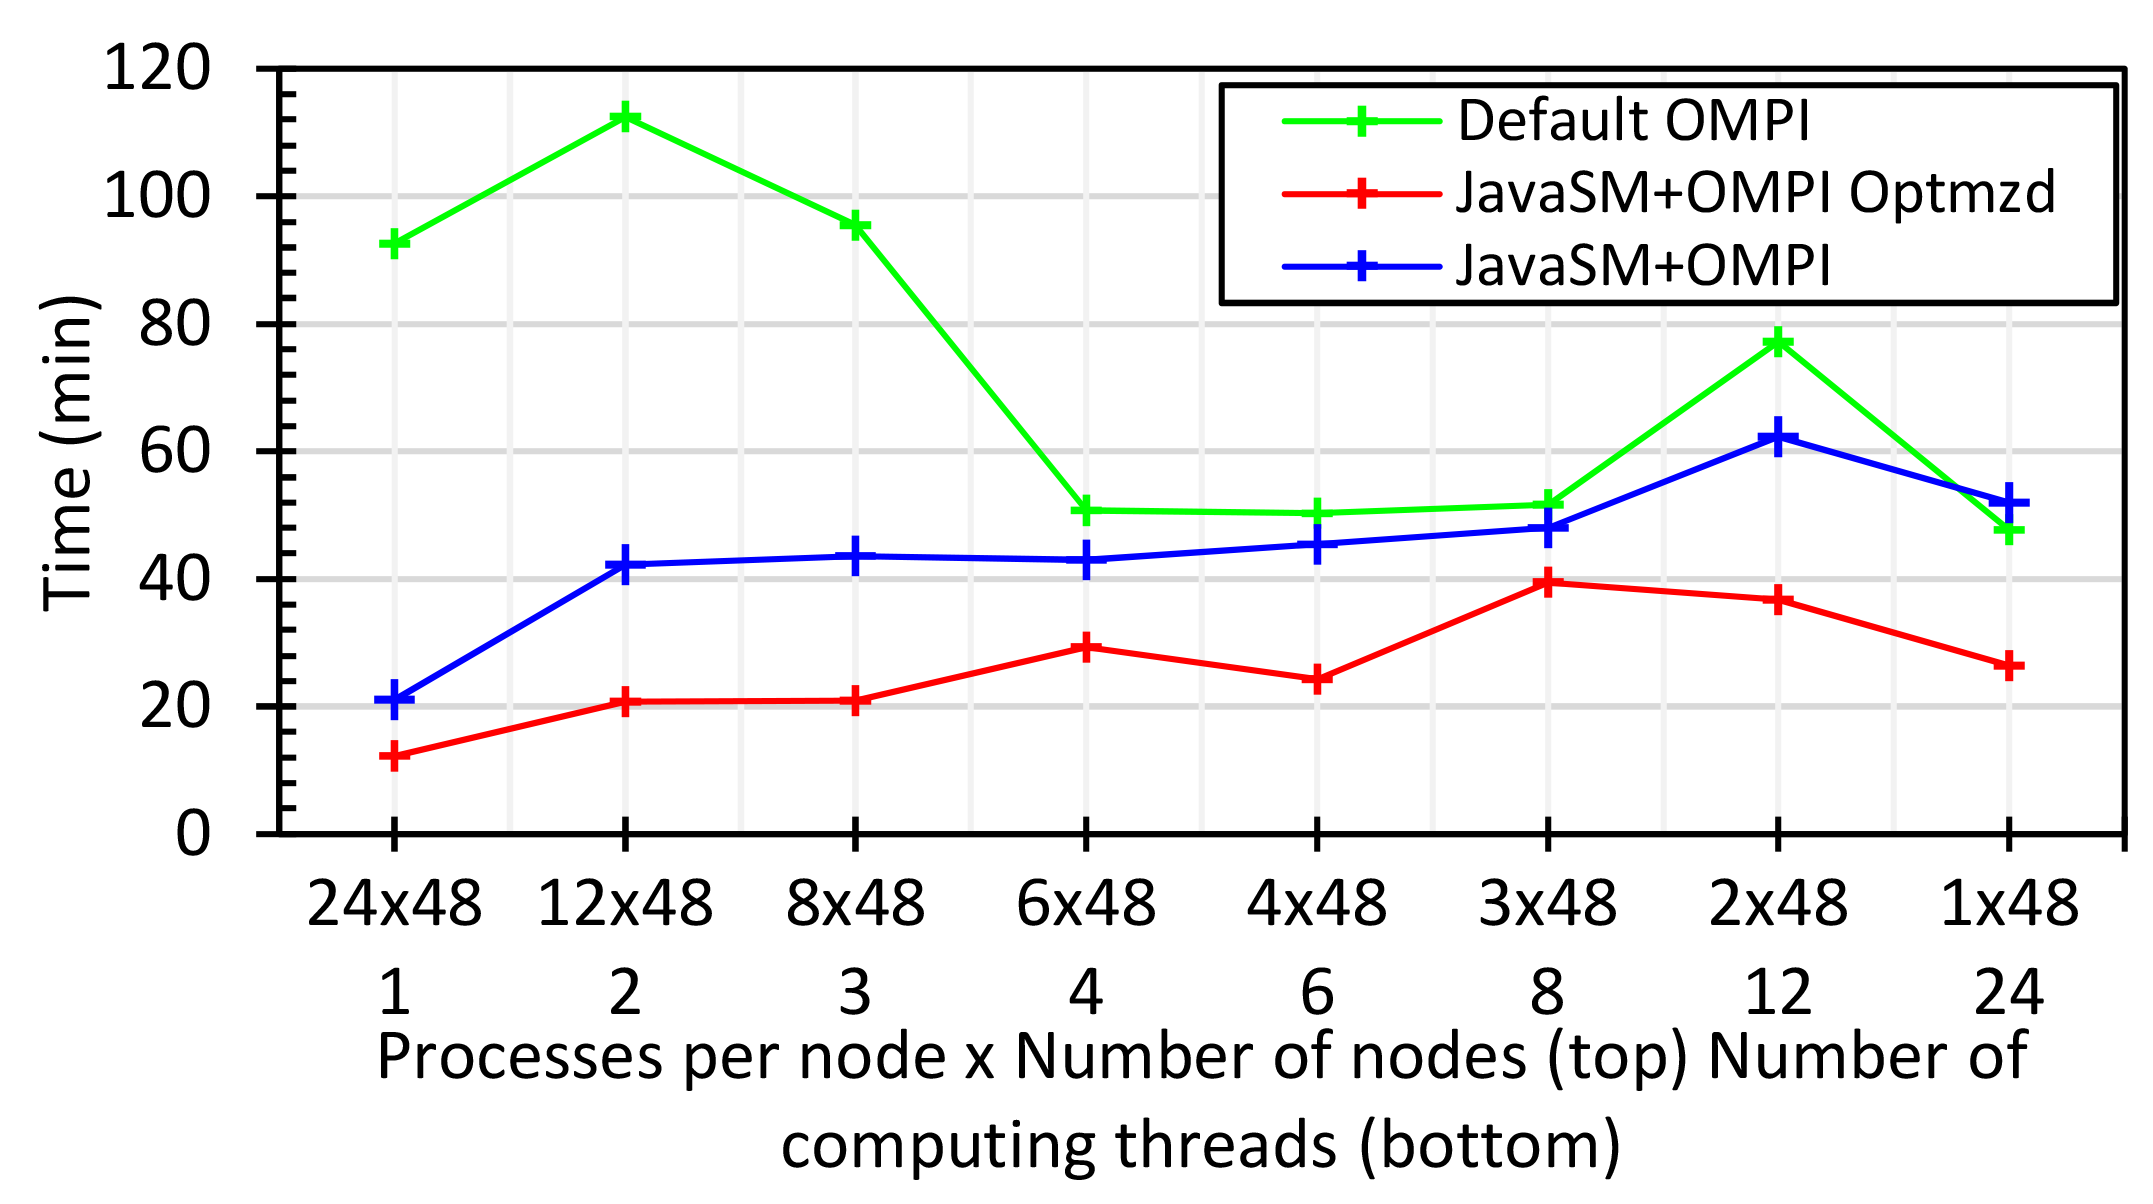 120
100
80
60
40
20
0
Time (min)
Default OMPI
JavaSM+OMPI Optmzd
JavaSM+OMPI
24x48 12x48 8x48 6x48 4x48 3x48 2x48 1x48
1 2 3 4 6 8 12 24
Processes per node x Number of nodes (top) Number of
computing threads (bottom)